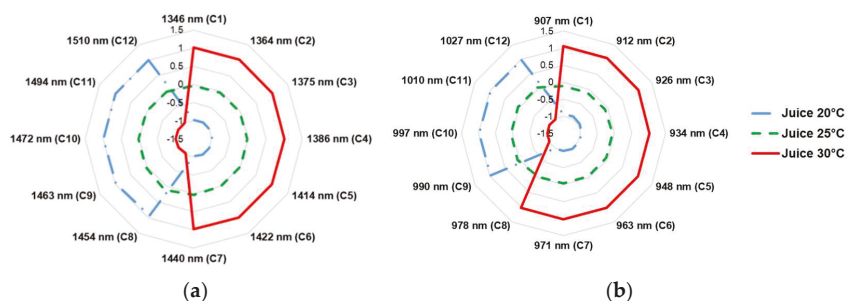 1346 nm (C1)
1.5
1510 nm (C12)
1364 nm (C2)
1
0.5
1494 nm (C11)
1375 nm (C3)
0
-0.5
-1
1472 nm (C10)
-1.5
1386 nm (C4)
1463 nm (C9)
1414 nm (C5)
1454 nm (C8)
1422 nm (C6)
1440 nm (C7)
(a)
907 nm (C1)
1.5
1027 nm (C12)
912 nm (C2)
1
0.5
1010 nm (C11)
926 nm (C3)
0
-0.5
-1
997 nm (C10)
-1.5
934 nm (C4)
990 nm (C9)
948 nm (C5)
978 nm (C8)
963 nm (C6)
971 nm (C7)
(b)
Juice 20°C
Juice 25°C
Juice 30°C